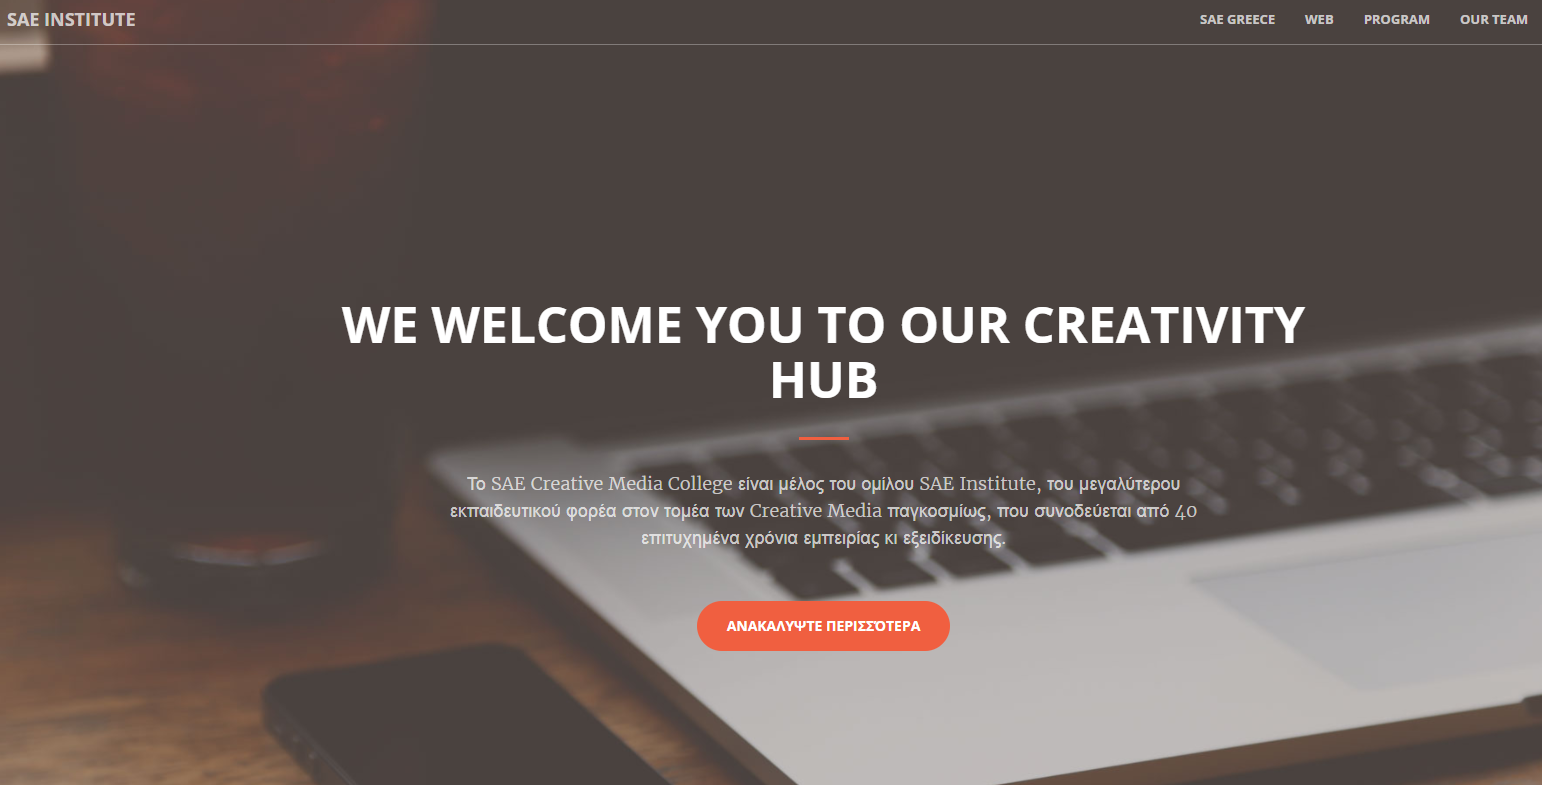 SAE INSTITUTE
SAE GREECE WEB PROGRAM OUR TEAM
WE WELCOME YOU TO OUR CREATIVITY
HUB
Το SAE Creative Media College είναι μέλος του ομίλου SAE Institute, του μεγαλύτερου
εκπαιδευτικού φορέα στον τομέα των Creative Media παγκοσμίως, που συνοδεύεται από 40
επιτυχημένα χρόνια εμπειρίας κι εξειδίκευσης.
ΑΝΑΚΑΛΥΨΤΕ ΠΕΡΙΣΣΌΤΕΡΑ